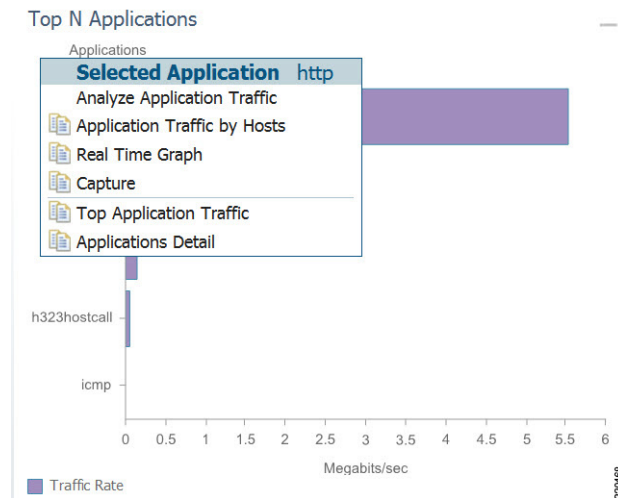 Top N Applications
Applications
Selected Application http
Analyze Application Traffic
Application Traffic by Hosts
Real Time Graph
Capture
Top Application Traffic
Applications Detail
h323hostcall
icmp
0 0.5 1 1.5 2 2.5 3 3.5 4 4.5 5 5.5 6
Megabits/sec
Traffic Rate